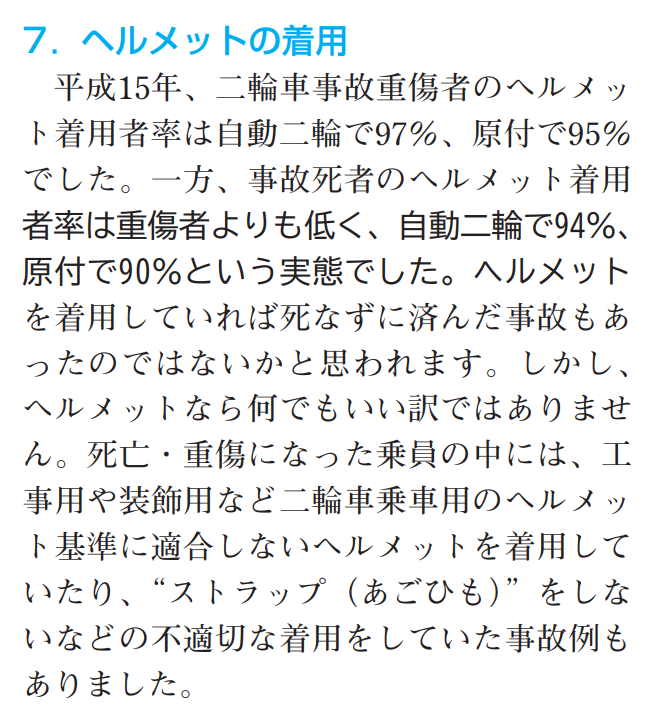 7．ヘルメットの着用
　平成15年、二輪車事故重傷者のヘルメッ
ト着用者率は自動二輪で97％、原付で95％
でした。一方、事故死者のヘルメット着用
者率は重傷者よりも低く、自動二輪で94％、
原付で90％という実態でした。ヘルメット
を着用していれば死なずに済んだ事故もあ
ったのではないかと思われます。しかし、
ヘルメットなら何でもいい訳ではありませ
ん。死亡・重傷になった乗員の中には、工
事用や装飾用など二輪車乗車用のヘルメッ
ト基準に適合しないヘルメットを着用して
いたり、“ストラップ（あごひも）”をしな
いなどの不適切な着用をしていた事故例も
ありました。